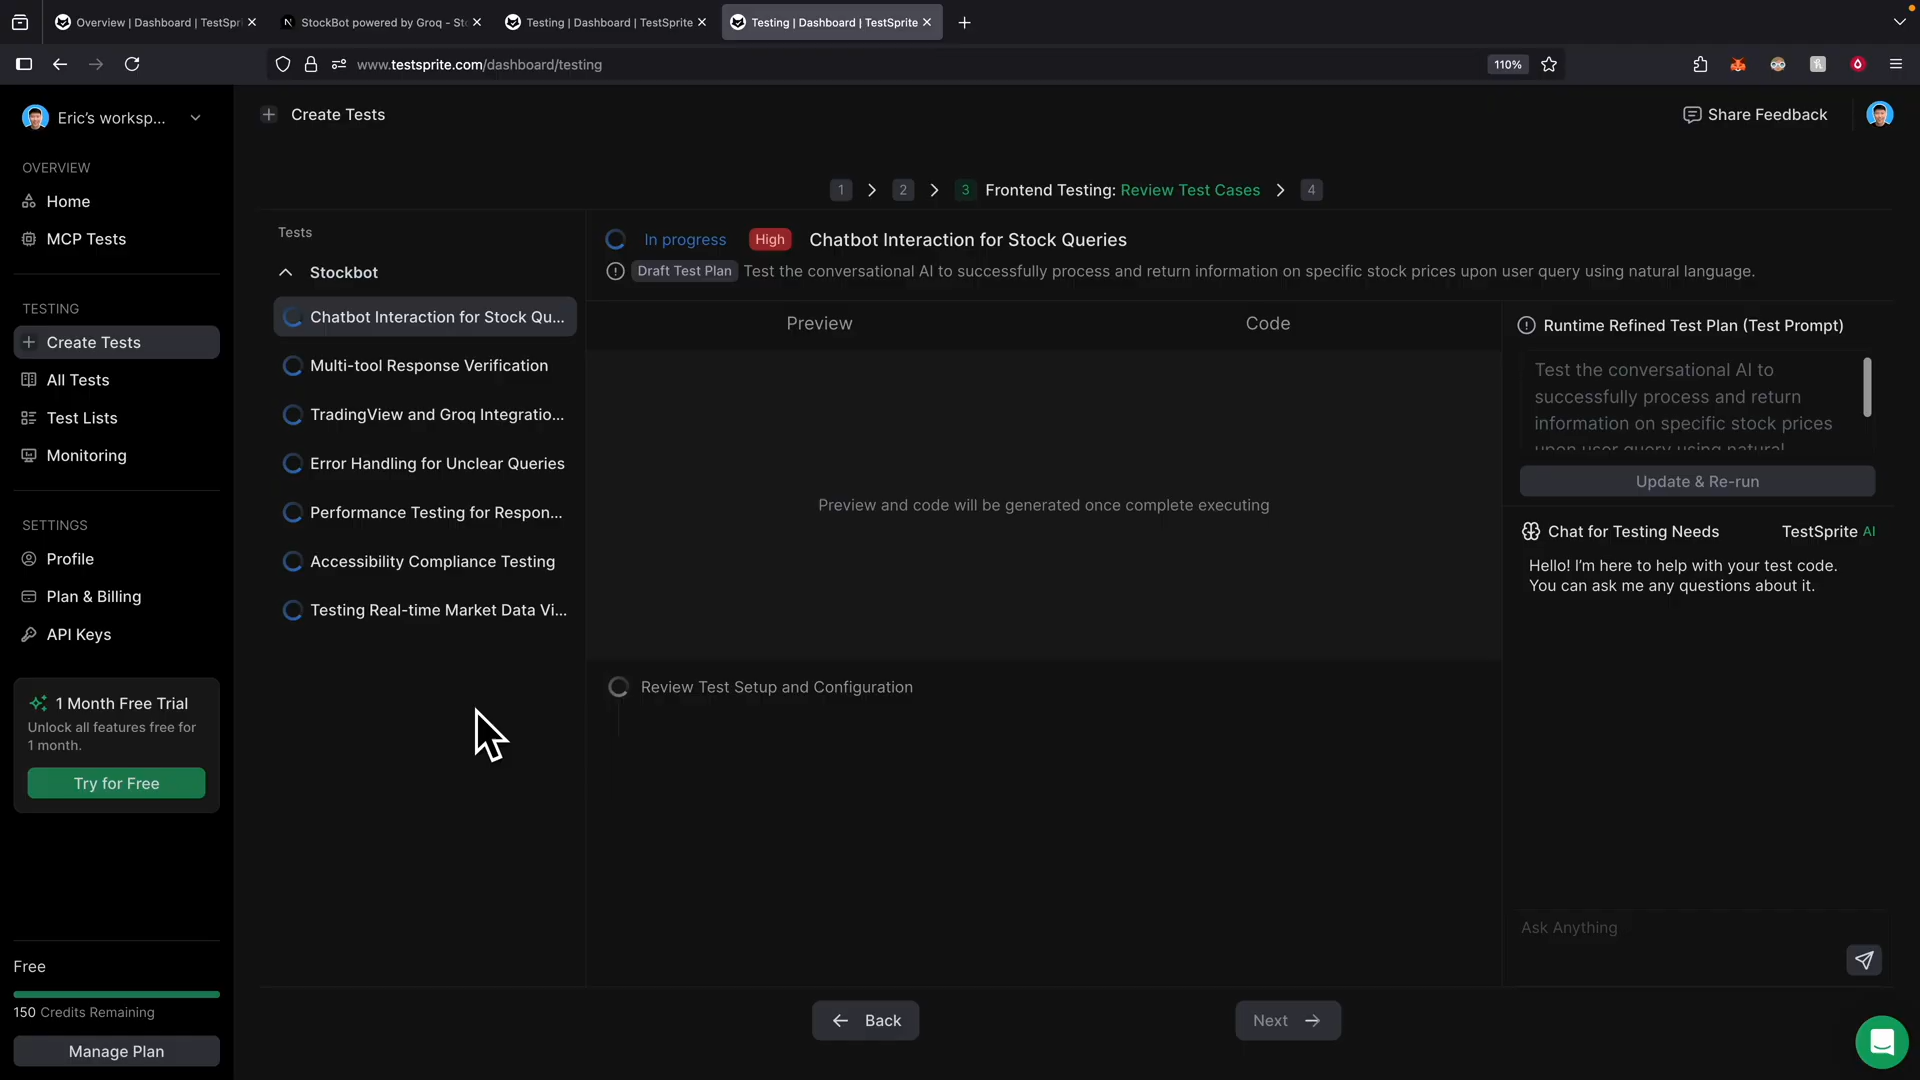 Overview | Dashboard | TestSpri
StockBot powered by Groq - Sto
Testing | Dashboard | TestSprite
Testing | Dashboard | TestSprite
www.testsprite.com/dashboard/testing
110%
Eric's worksp...
OVERVIEW
Home
MCP Tests
TESTING
Create Tests
All Tests
Test Lists
Monitoring
SETTINGS
Profile
Plan & Billing
API Keys
1 Month Free Trial
Unlock all features free for
1 month.
Try for Free
Free
150 Credits Remaining
Manage Plan
Create Tests
Share Feedback
1 2 3 Frontend Testing: Review Test Cases 4
Tests
Stockbot
Chatbot Interaction for Stock Qu...
Multi-tool Response Verification
TradingView and Groq Integratio...
Error Handling for Unclear Queries
Performance Testing for Respon...
Accessibility Compliance Testing
Testing Real-time Market Data Vi...
In progress High Chatbot Interaction for Stock Queries
Draft Test Plan Test the conversational AI to successfully process and return information on specific stock prices upon user query using natural language.
Preview
Code
Preview and code will be generated once complete executing
Review Test Setup and Configuration
Runtime Refined Test Plan (Test Prompt)
Test the conversational AI to
successfully process and return
information on specific stock prices
upon user query using natural
Update & Re-run
Chat for Testing Needs
TestSprite AI
Hello! I'm here to help with your test code.
You can ask me any questions about it.
Ask Anything
Back
Next